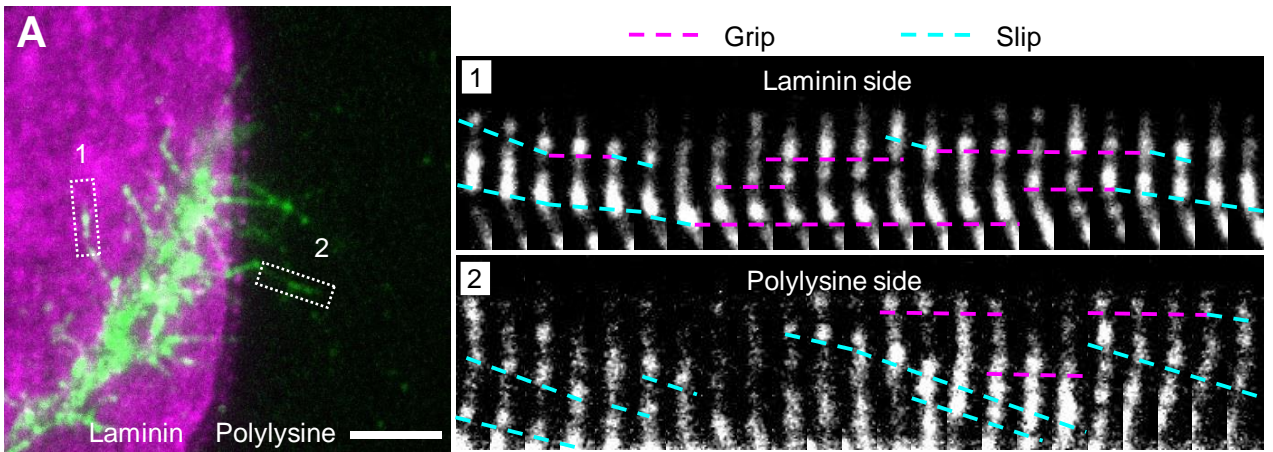 A
Grip Slip
1
Laminin side
1
2
2
Polylysine side
Laminin Polylysine